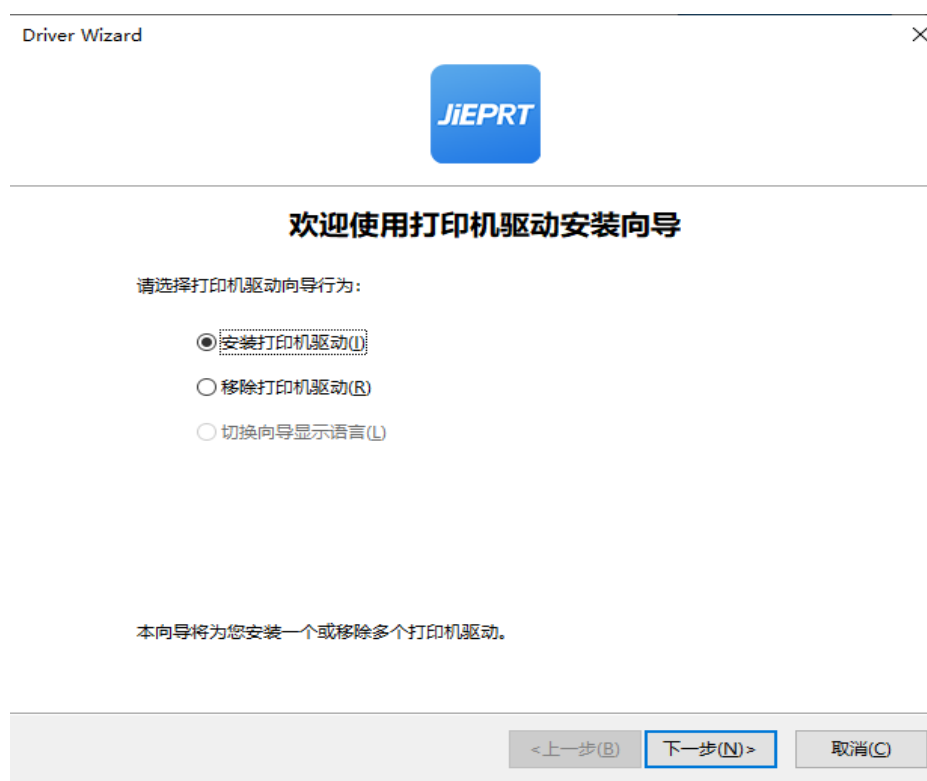 Driver Wizard
JiEPRT
欢迎使用打印机驱动安装向导
请选择打印机驱动向导行为：
安装打印机驱动(I)
移除打印机驱动(R)
切换向导显示语言(L)
本向导将为您安装一个或移除多个打印机驱动。
<上一步(B) 下一步(N)> 取消(C)